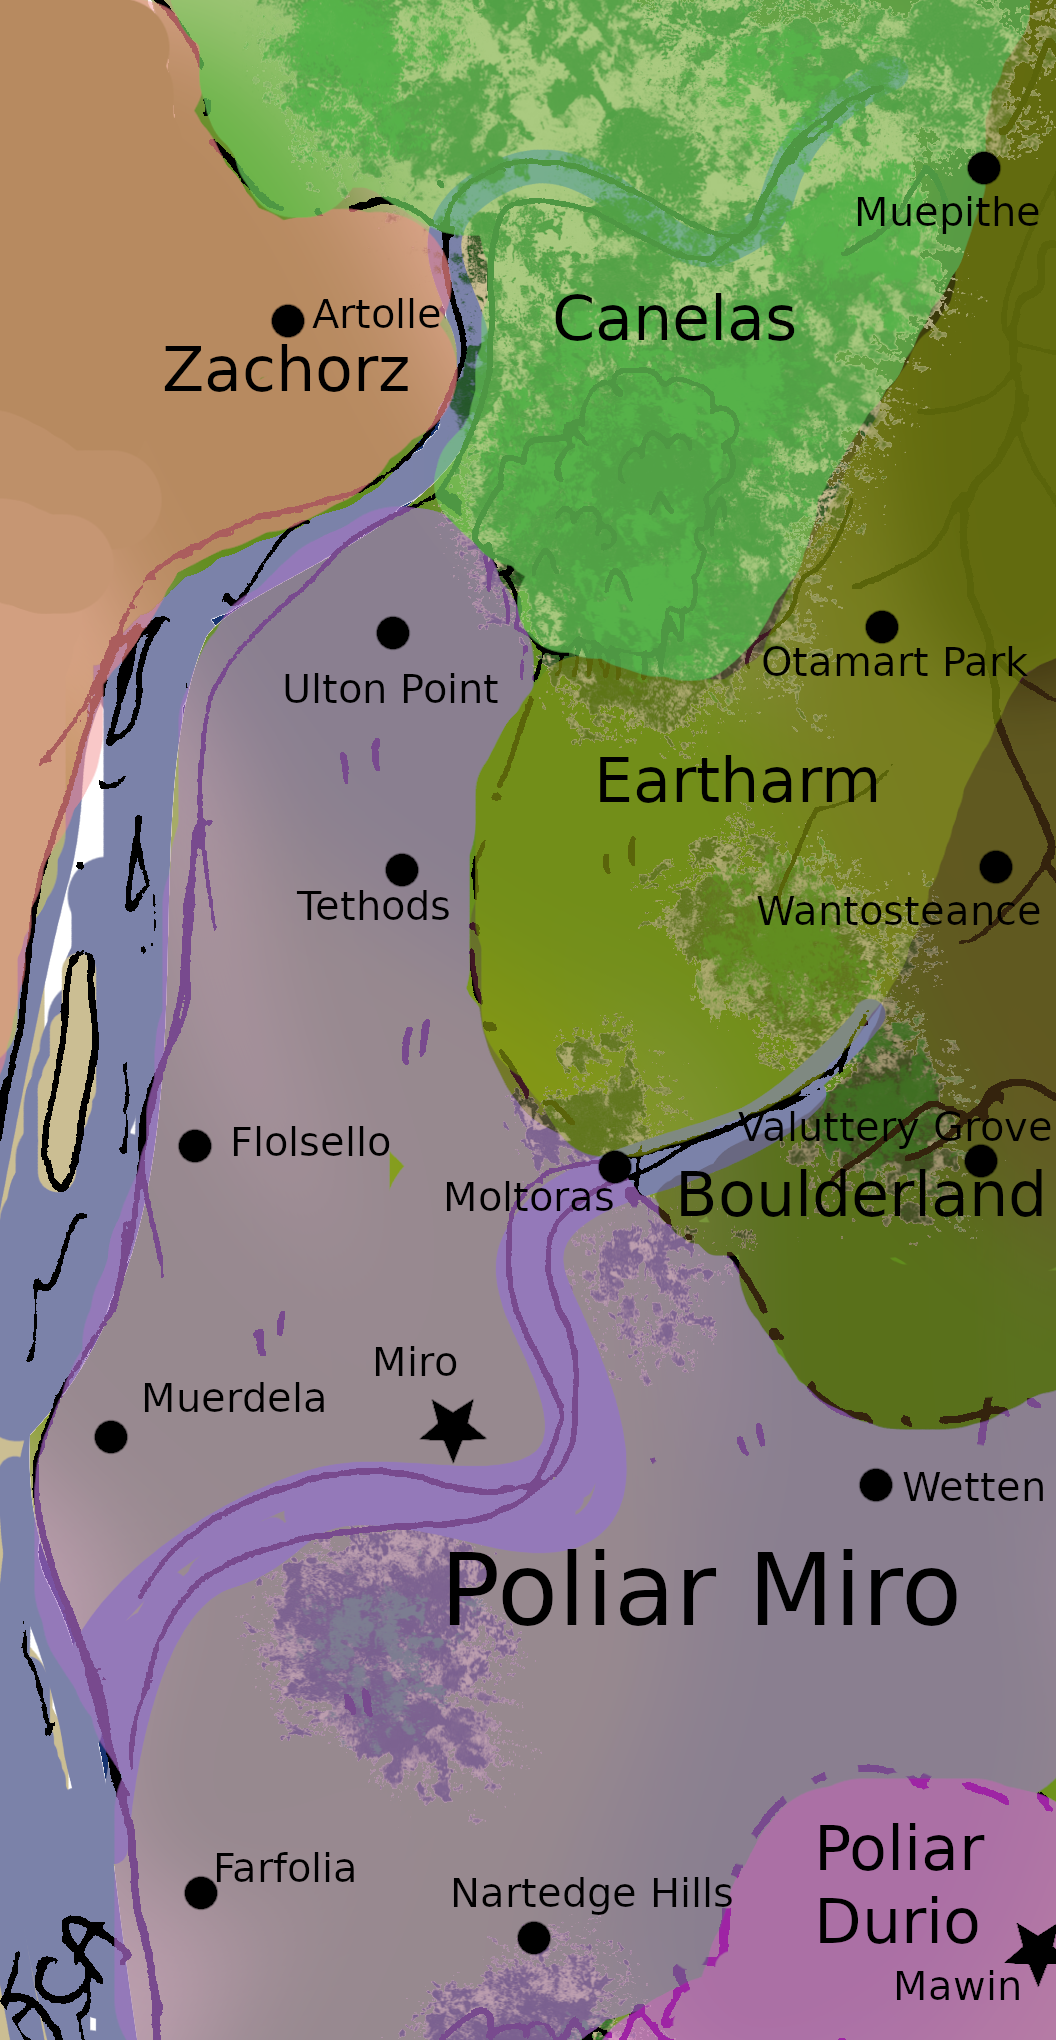 Muepithe
Artolle
Canelas
Zachorz
Otamart Park
Ulton Point
Eartharm
Tethods
Wantosteance
Valuttery Grove
Flolsello
Moltoras
Boulderland
Miro
Muerdela
Wetten
Poliar Miro
Poliar
Durio
Farfolia
Nartedge Hills
Mawin